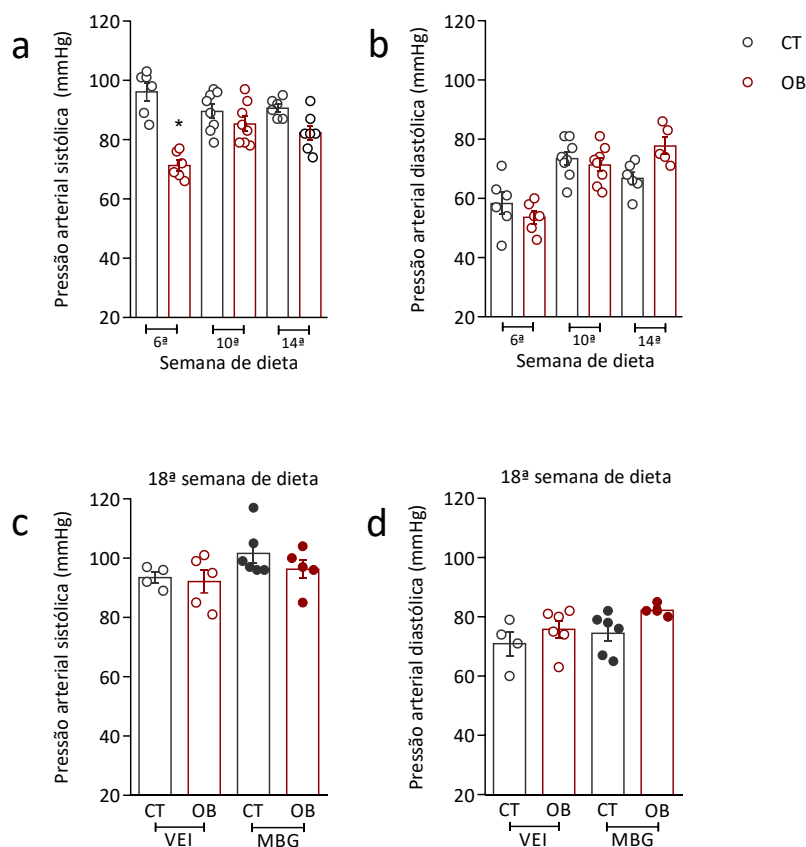 a
Pressão arterial sistólica (mmHg)
120
100
80
60
40
20
*
6ª 10ª 14ª
Semana de dieta
b
Pressão arterial diastólica (mmHg)
120
100
80
60
40
20
6ª 10ª 14ª
Semana de dieta
CT
OB
c
18ª semana de dieta
Pressão arterial sistólica (mmHg)
120
100
80
60
40
20
CT OB CT OB
VEI MBG
d
18ª semana de dieta
Pressão arterial diastólica (mmHg)
120
100
80
60
40
20
CT OB CT OB
VEI MBG